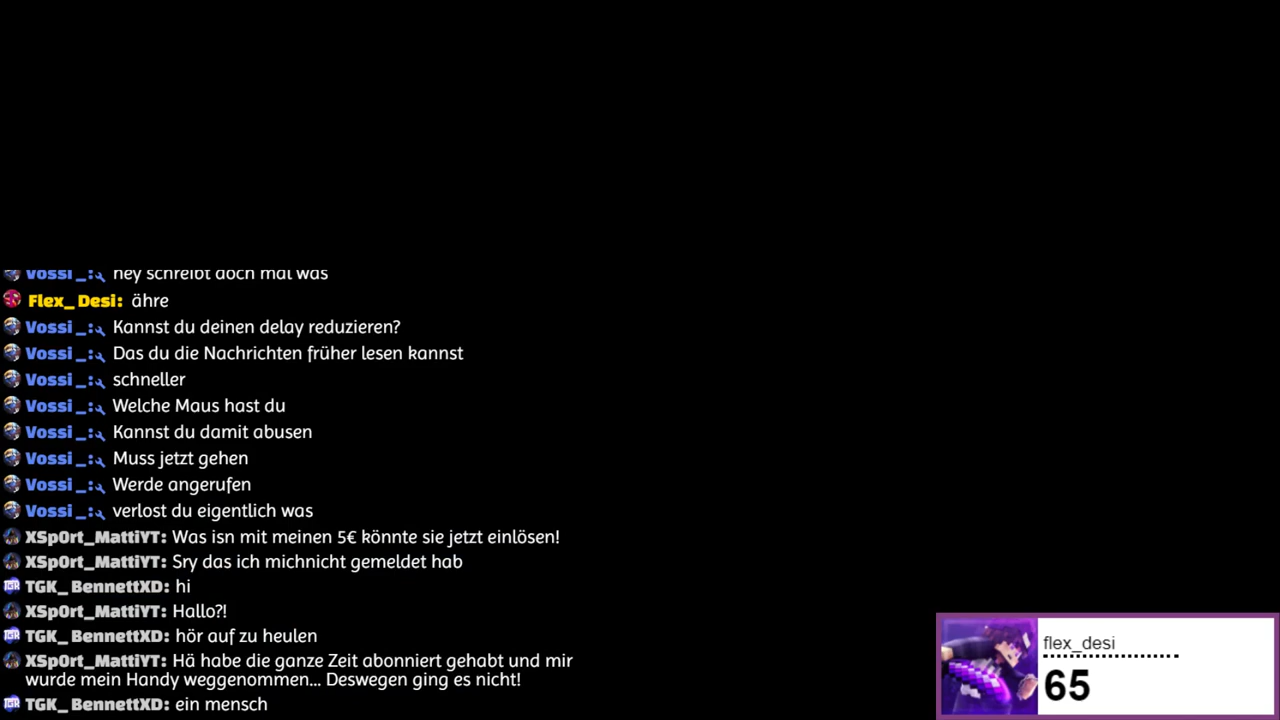 Vossi_: hey schreibt doch mal was
Flex_Desi: ähre
Vossi_: Kannst du deinen delay reduzieren?
Vossi_: Das du die Nachrichten früher lesen kannst
Vossi_: schneller
Vossi_: Welche Maus hast du
Vossi_: Kannst du damit abusen
Vossi_: Muss jetzt gehen
Vossi_: Werde angerufen
Vossi_: verlost du eigentlich was
XSp0rt_MattiYT: Was isn mit meinen 5€ könnte sie jetzt einlösen!
XSp0rt_MattiYT: Sry das ich michnicht gemeldet hab
TGK_BennettXD: hi
XSp0rt_MattiYT: Hallo?!
TGK_BennettXD: hör auf zu heulen
XSp0rt_MattiYT: Hä habe die ganze Zeit abonniert gehabt und mir
wurde mein Handy weggenommen... Deswegen ging es nicht!
TGK_BennettXD: ein mensch
flex_desi
65